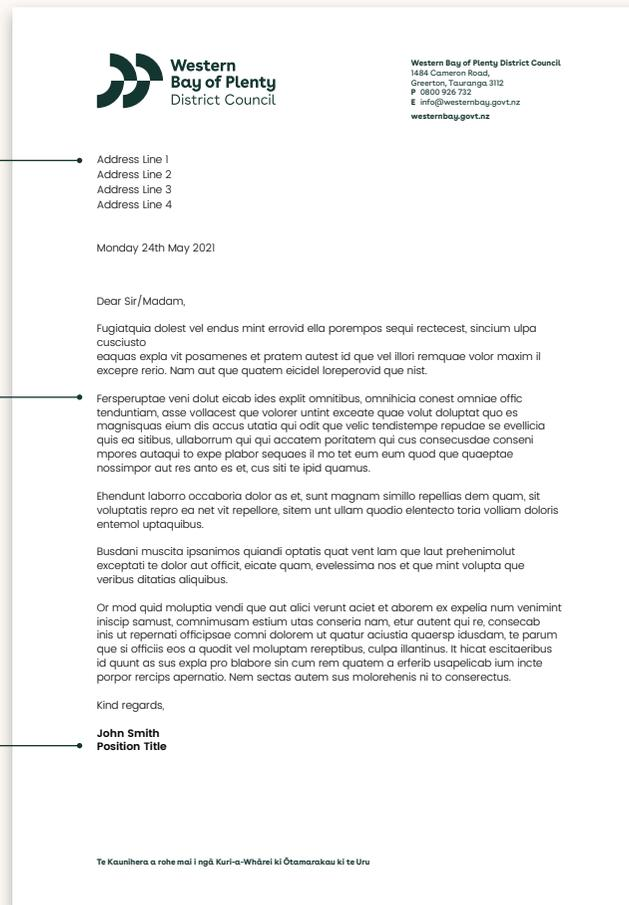 Western
Bay of Plenty
District Council
Western Bay of Plenty District Council
1484 Cameron Road,
Greerton, Tauranga 3112
P 0800 926 732
E info@westernbay.govt.nz
westernbay.govt.nz
Address Line 1
Address Line 2
Address Line 3
Address Line 4
Monday 24th May 2021
Dear Sir/Madam,
Fugiatquia dolest vel endus mint errovid ella porempos sequi rectecest, sincium ulpa
cusciusto
eaquas expla vit posamenes et pratem autest id que vel illori remquae volor maxim il
excepre rerio. Nam aut que quatem eicidel loreperovid que nist.
Fersperuptae veni dolut eicab ides explit omnitibus, omnihicia conest omniae offic
tenduntiam, asse vollacest que volorer untint exceate quae volut doluptat quo es
magnisquas eium dis accus utatia qui odit que velic tendistempe repudae se evellicia
quis ea sitibus, ullaborrum qui qui accatem poritatem qui cus consecusdae conseni
mpores autaqui to expe plabor sequaes il mo tet eum eum quod que quaeptae
nossimpor aut res anto es et, cus siti te ipid quamus.
Ehendunt laborro occaboria dolor as et, sunt magnam simillo repellias dem quam, sit
voluptatis repro ea net vit repellore, sitem unt ullam quodio elentecto toria volliam doloris
entemol uptaquibus.
Busdani muscita ipsanimos quiandi optatis quat vent lam que laut prehenimolut
exceptati te dolor aut officit, eicate quam, evelessima nos et que mint volupta que
veribus ditatias aliquibus.
Or mod quid moluptia vendi que aut alici verunt aciet et aborem ex expelia num venimint
iniscip samust, comnimusam estium utas conseria nam, etur autent qui re, consecab
inis ut repernati officipsae comni dolorem ut quatur aciustia quaersp idusdam, te parum
que si officiis eos a quodit vel moluptam rereptibus, culpa illantinus. It hicat escitaeribus
id quunt as sus expla pro blabore sin cum rem quatem a erferib usapelicab ium incte
porpor rercips apernatio. Nem sectas autem sus molorehenis ni to conserectus.
Kind regards,
John Smith
Position Title
Te Kaunihera a rohe mai i ngā Kuri-a-Whārei ki Ōtamarakau ki te Uru